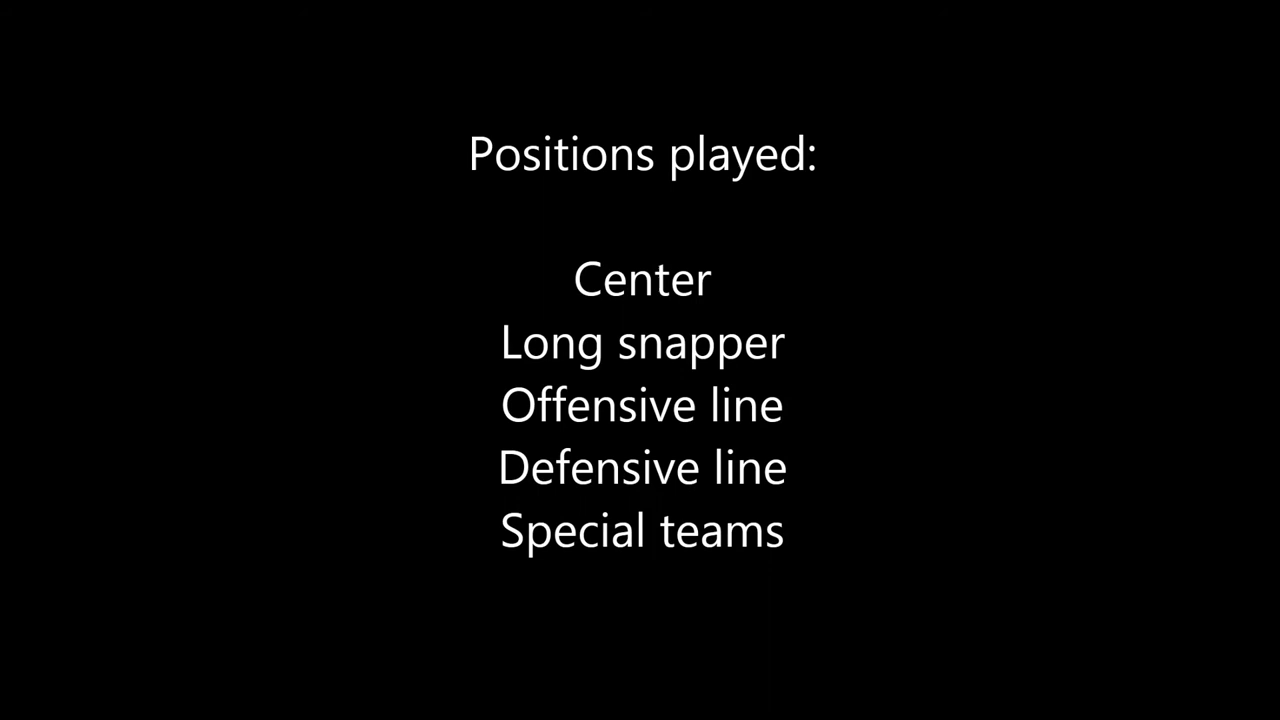 Positions played:
Center
Long snapper
Offensive line
Defensive line
Special teams